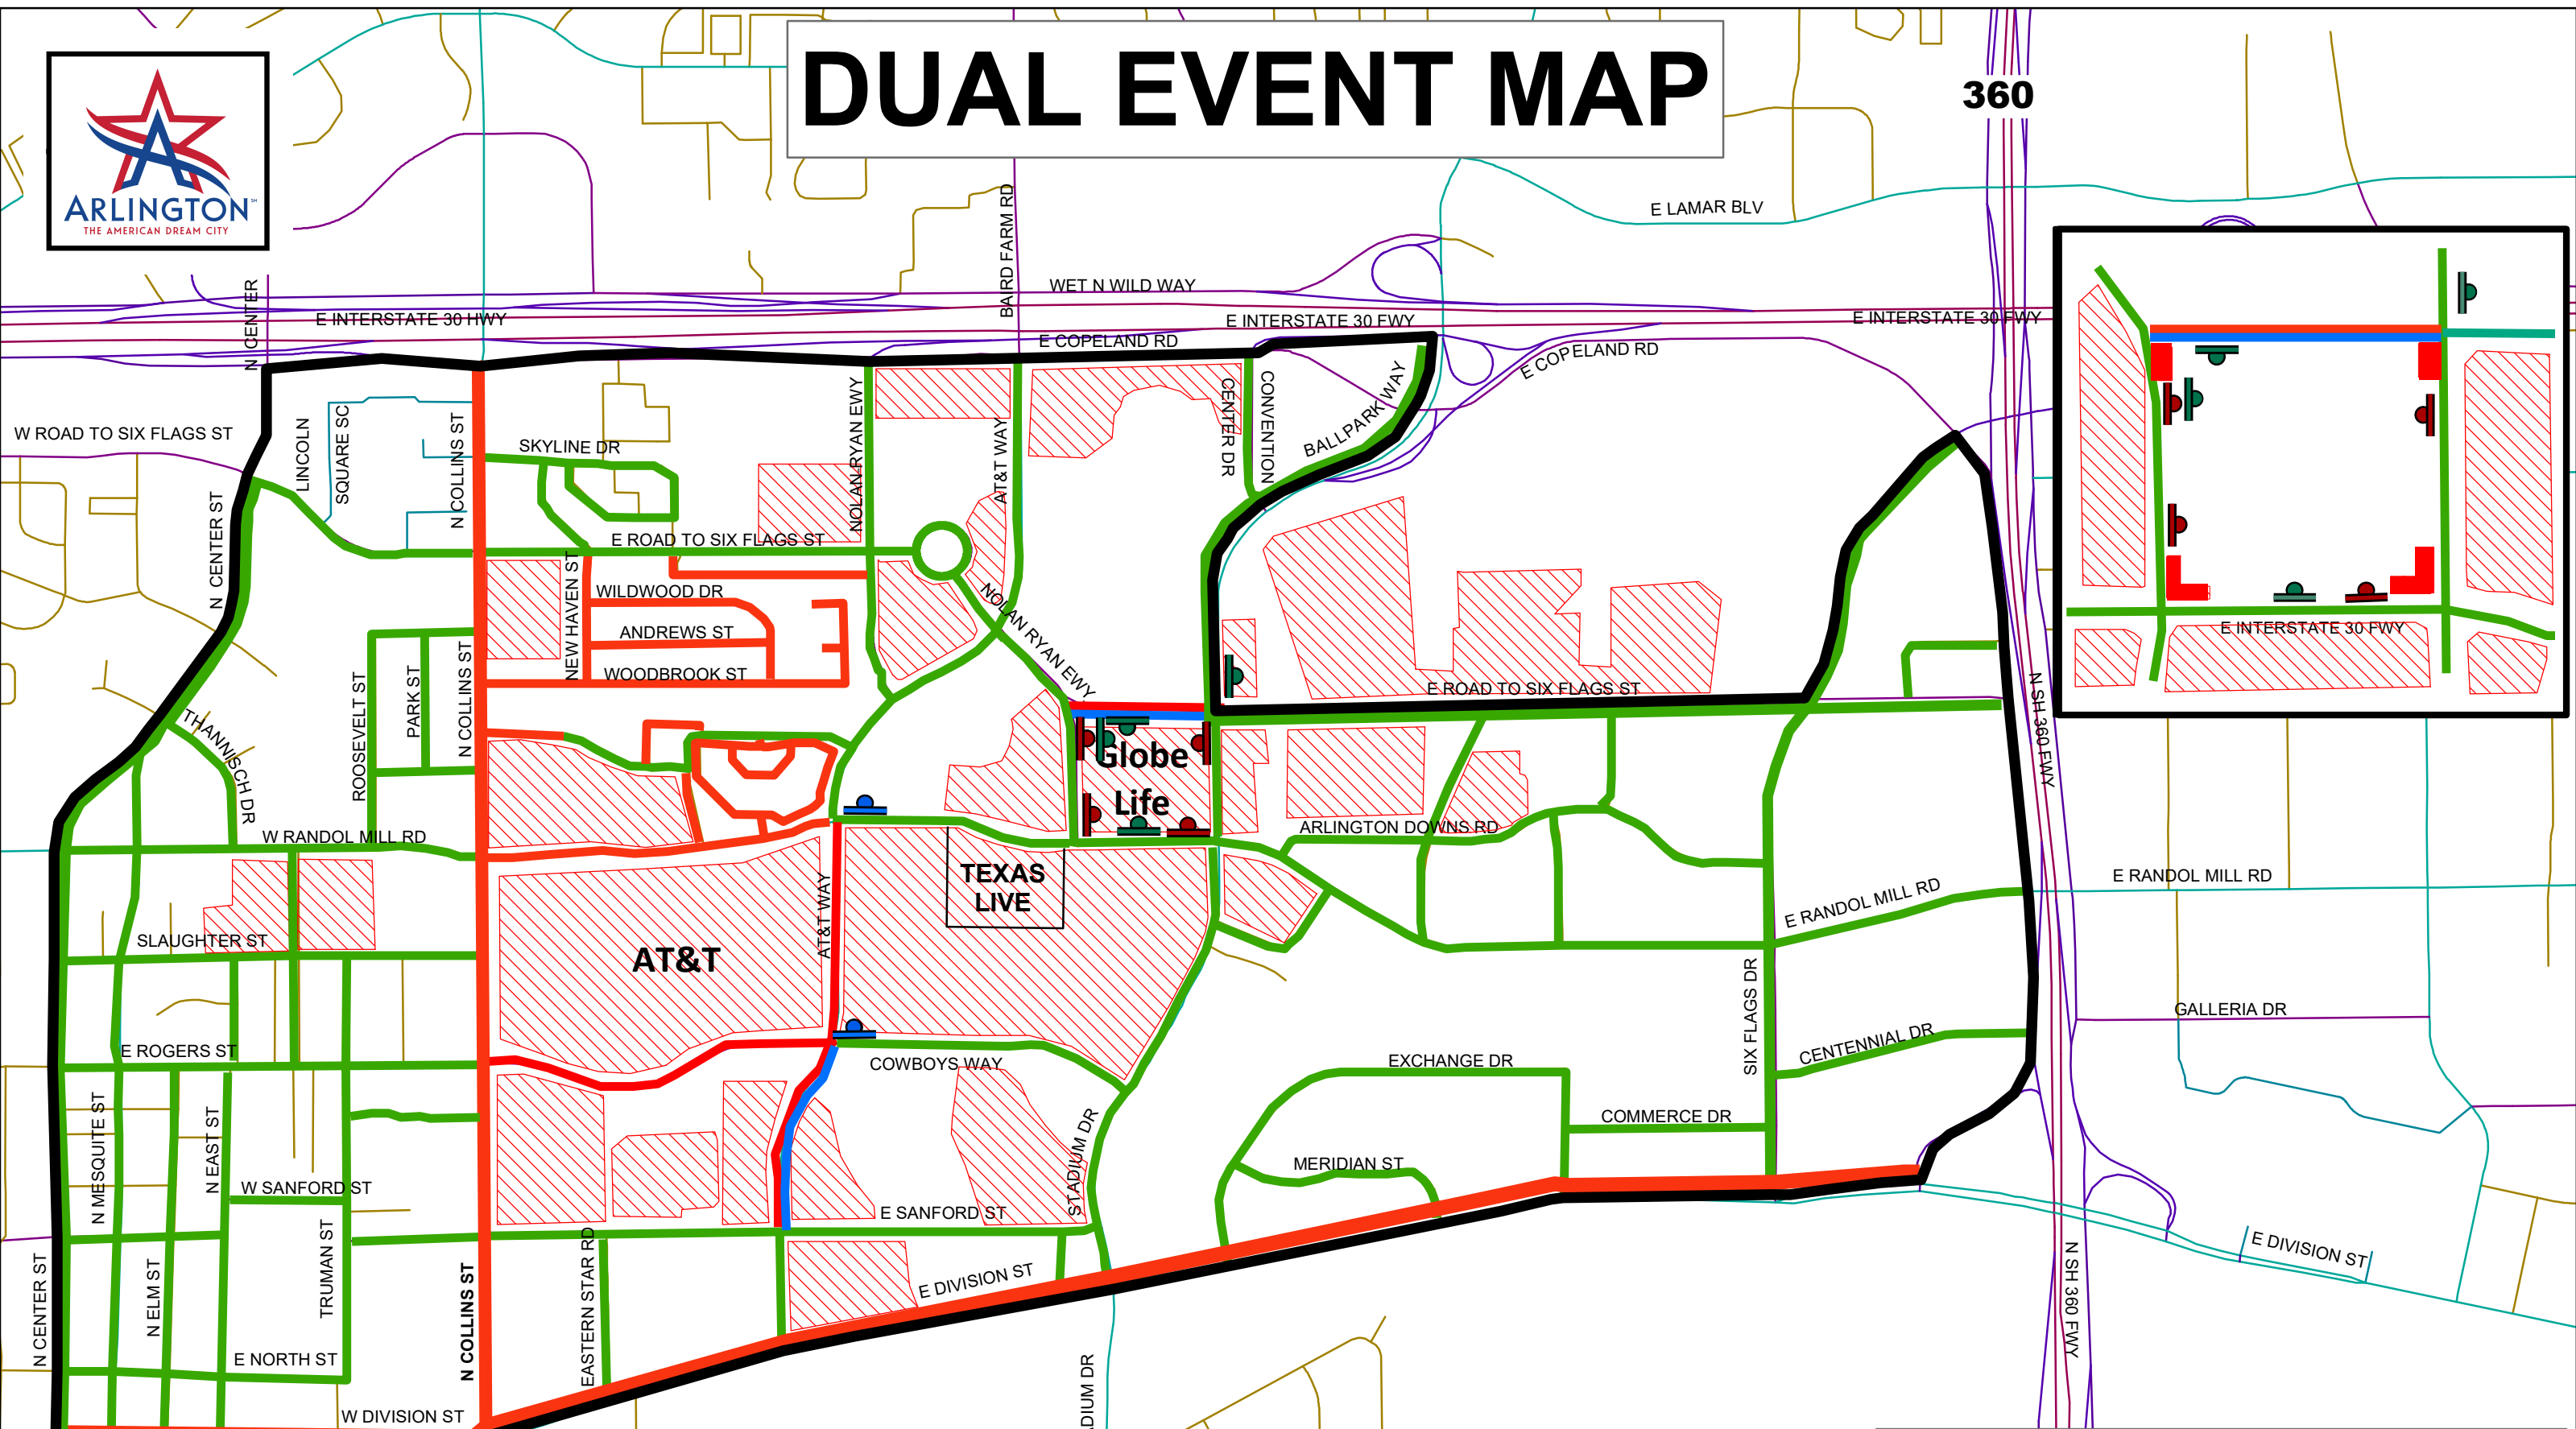 DUAL EVENT MAP
360
ARLINGTON
THE AMERICAN DREAM CITY
BAIRD FARM RD
E LAMAR BLV
WET N WILD WAY
N CENTER
E INTERSTATE 30 HWY
E INTERSTATE 30 FWY
E INTERSTATE 30 FWY
E COPELAND RD
E COPELAND RD
W ROAD TO SIX FLAGS ST
LINCOLN
SQUARE SC
N COLLINS ST
SKYLINE DR
NOLAN RYAN EWY
AT&T WAY
CENTER DR
CONVENTION
BALLPARK WAY
N CENTER ST
E ROAD TO SIX FLAGS ST
NEW HAVEN ST
WILDWOOD DR
ANDREWS ST
WOODBROOK ST
NOLAN RYAN EWY
E INTERSTATE 30 FWY
ROOSEVELT ST
PARK ST
N COLLINS ST
E ROAD TO SIX FLAGS ST
N SH 360 FWY
THANNISCH DR
Globe
Life
W RANDOL MILL RD
ARLINGTON DOWNS RD
TEXAS
LIVE
AT&T WAY
E RANDOL MILL RD
E RANDOL MILL RD
SLAUGHTER ST
AT&T
SIX FLAGS DR
GALLERIA DR
E ROGERS ST
COWBOYS WAY
EXCHANGE DR
CENTENNIAL DR
COMMERCE DR
N MESQUITE ST
N EAST ST
STADIUM DR
MERIDIAN ST
W SANFORD ST
E SANFORD ST
N CENTER ST
N ELM ST
TRUMAN ST
N COLLINS ST
EASTERN STAR RD
E DIVISION ST
E DIVISION ST
N SH 360 FWY
E NORTH ST
W DIVISION ST
DIUM DR